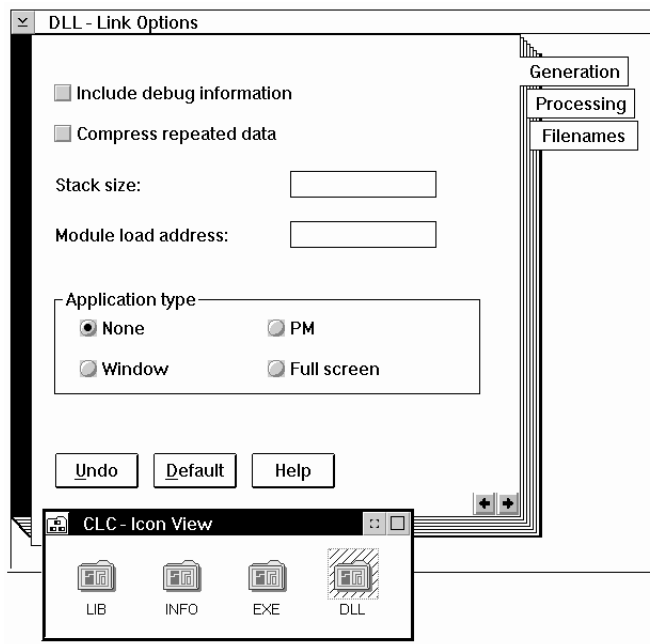 DLL - Link Options
Generation
Processing
Filenames
Include debug information
Compress repeated data
Stack size:
Module load address:
Application type
None
PM
Window
Full screen
Undo
Default
Help
CLC - Icon View
LIB
INFO
EXE
DLL